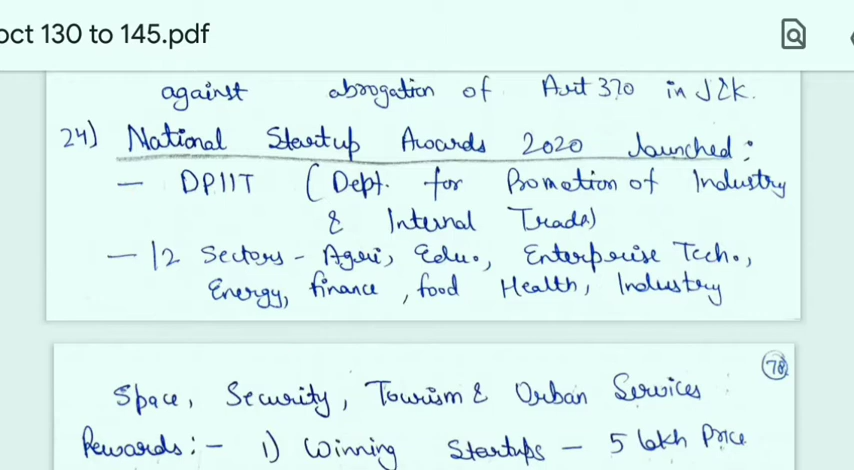 oct 130 to 145.pdf
against abrogation of Art 370 in J&K.
24) National Startup Awards 2020 launched:
— DPIIT (Dept. for Promotion of Industry
& Internal Trade)
— 12 Sectors - Agri, Edu., Enterprise Tech.,
Energy, finance, food Health, Industry
78
Space, Security, Tourism & Urban Services
Rewards:- 1) Winning Startups — 5 lakh Price